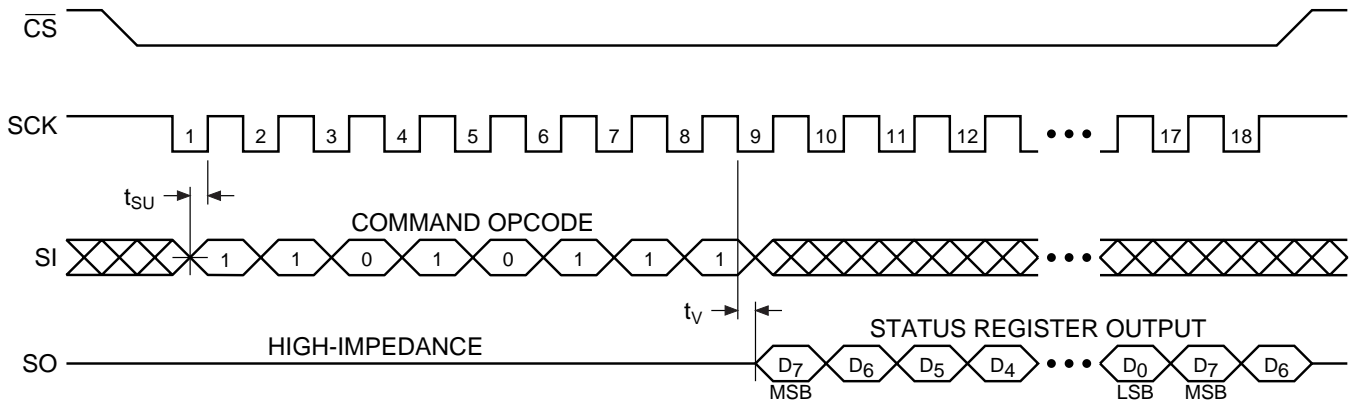 CS
SCK 1 2 3 4 5 6 7 8 9 10 11 12 ••• 17 18
tSU
COMMAND OPCODE
SI 1 1 0 1 0 1 1 1 •••
tV
STATUS REGISTER OUTPUT
HIGH-IMPEDANCE
SO D7 D6 D5 D4 ••• D0 D7 D6
MSB LSB MSB